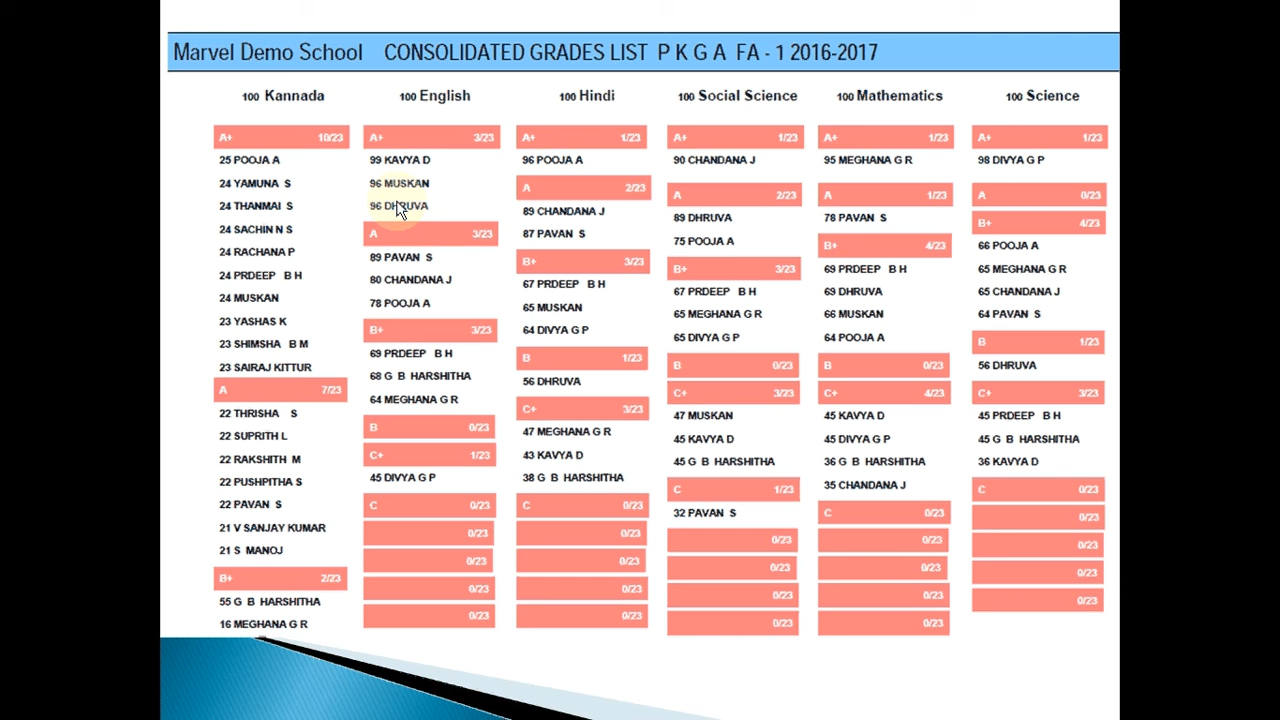 Marvel Demo School CONSOLIDATED GRADES LIST P K G A FA - 1 2016-2017
100 Kannada
A+ 10/23
25 POOJA A
24 YAMUNA S
24 THANMAI S
24 SACHIN N S
24 RACHANA P
24 PRDEEP B H
24 MUSKAN
23 YASHAS K
23 SHIMSHA B M
23 SAIRAJ KITTUR
A 7/23
22 THRISHA S
22 SUPRITH L
22 RAKSHITH M
22 PUSHPITHA S
22 PAVAN S
21 V SANJAY KUMAR
21 S MANOJ
B+ 2/23
55 G B HARSHITHA
16 MEGHANA G R
100 English
A+ 3/23
99 KAVYA D
96 MUSKAN
96 DHRUVA
A 3/23
89 PAVAN S
80 CHANDANA J
78 POOJA A
B+ 3/23
69 PRDEEP B H
68 G B HARSHITHA
64 MEGHANA G R
B 0/23
C+ 1/23
45 DIVYA G P
C 0/23
0/23
0/23
0/23
0/23
100 Hindi
A+ 1/23
96 POOJA A
A 2/23
89 CHANDANA J
87 PAVAN S
B+ 3/23
67 PRDEEP B H
65 MUSKAN
64 DIVYA G P
B 1/23
56 DHRUVA
C+ 3/23
47 MEGHANA G R
43 KAVYA D
38 G B HARSHITHA
C 0/23
0/23
0/23
0/23
0/23
100 Social Science
A+ 1/23
90 CHANDANA J
A 2/23
89 DHRUVA
75 POOJA A
B+ 3/23
67 PRDEEP B H
65 MEGHANA G R
65 DIVYA G P
B 0/23
C+ 3/23
47 MUSKAN
45 KAVYA D
45 G B HARSHITHA
C 1/23
32 PAVAN S
0/23
0/23
0/23
0/23
100 Mathematics
A+ 1/23
95 MEGHANA G R
A 1/23
78 PAVAN S
B+ 4/23
69 PRDEEP B H
69 DHRUVA
66 MUSKAN
64 POOJA A
B 0/23
C+ 4/23
45 KAVYA D
45 DIVYA G P
36 G B HARSHITHA
35 CHANDANA J
C 0/23
0/23
0/23
0/23
0/23
100 Science
A+ 1/23
98 DIVYA G P
A 0/23
B+ 4/23
66 POOJA A
65 MEGHANA G R
65 CHANDANA J
64 PAVAN S
B 1/23
56 DHRUVA
C+ 3/23
45 PRDEEP B H
45 G B HARSHITHA
36 KAVYA D
C 0/23
0/23
0/23
0/23
0/23